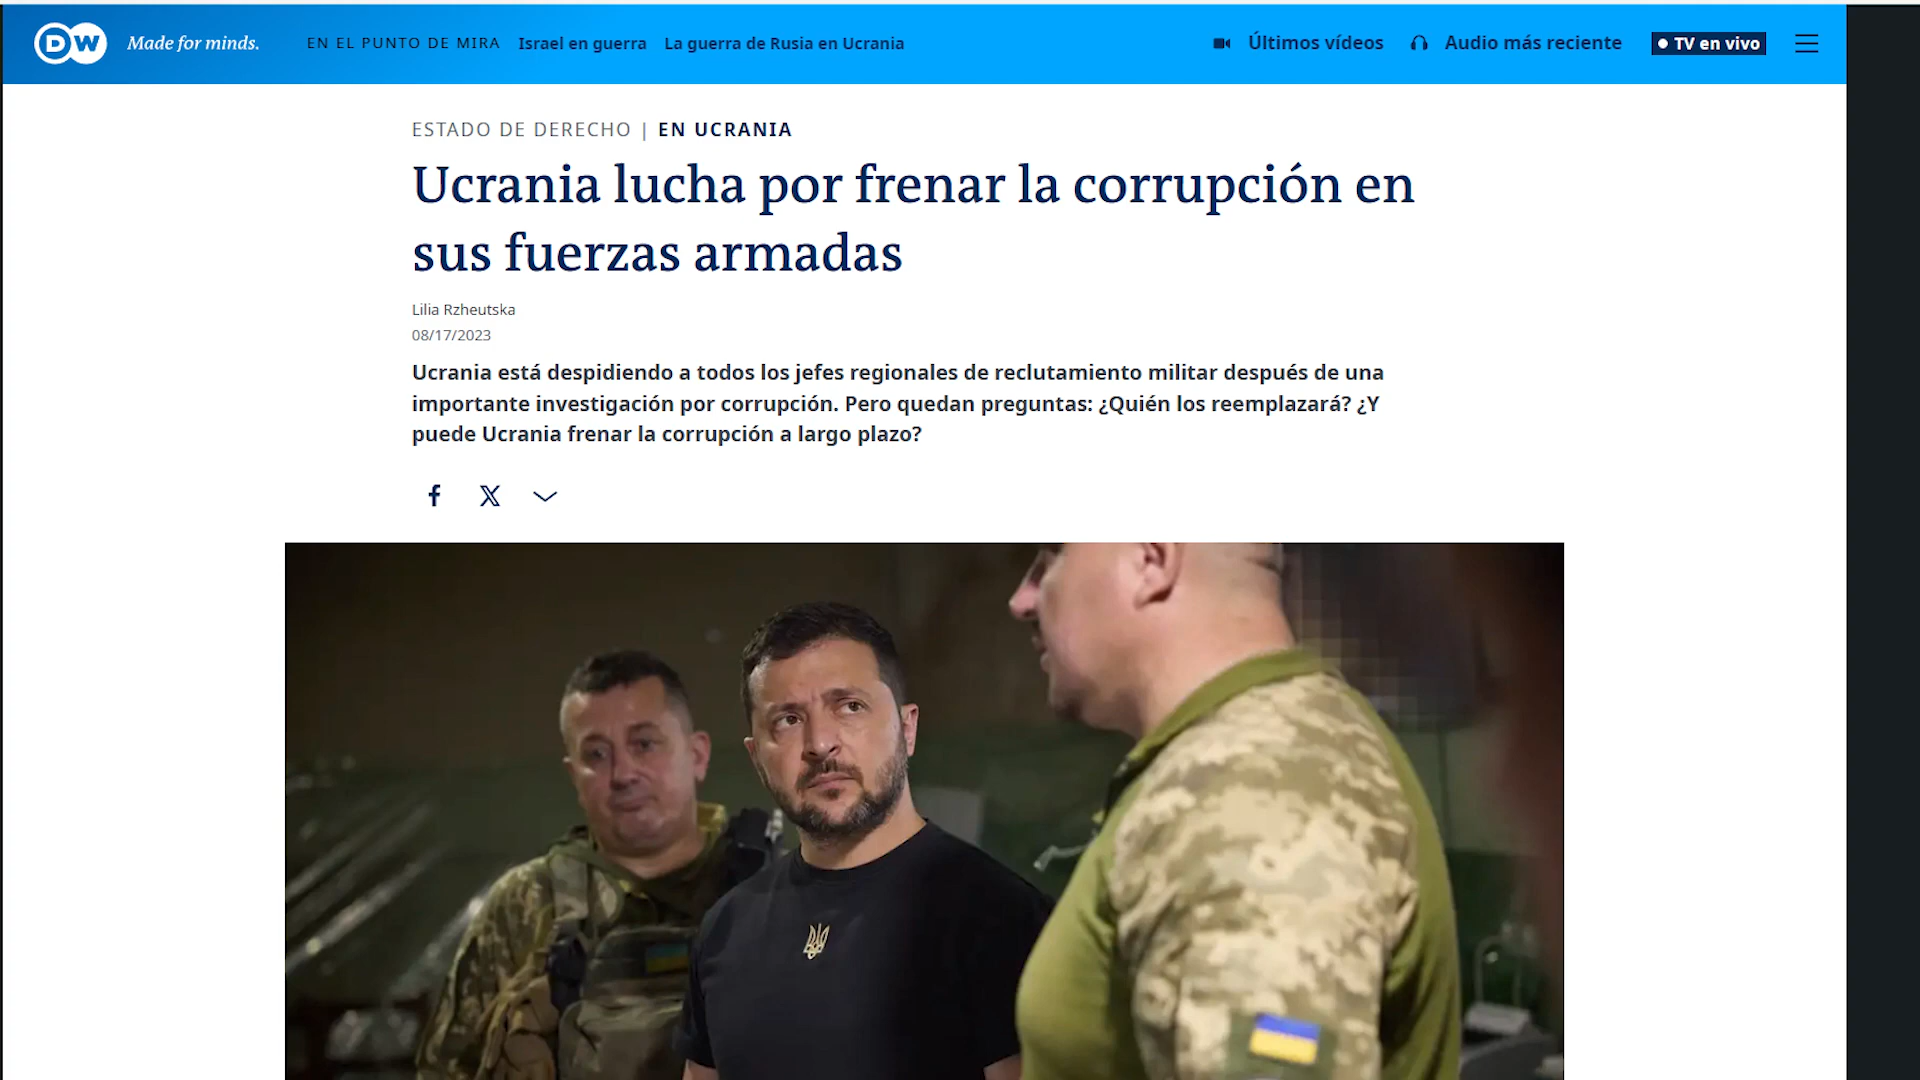 DW Made for minds. EN EL PUNTO DE MIRA Israel en guerra La guerra de Rusia en Ucrania Últimos vídeos Audio más reciente TV en vivo
ESTADO DE DERECHO | EN UCRANIA
Ucrania lucha por frenar la corrupción en
sus fuerzas armadas
Lilia Rzheutska
08/17/2023
Ucrania está despidiendo a todos los jefes regionales de reclutamiento militar después de una
importante investigación por corrupción. Pero quedan preguntas: ¿Quién los reemplazará? ¿Y
puede Ucrania frenar la corrupción a largo plazo?